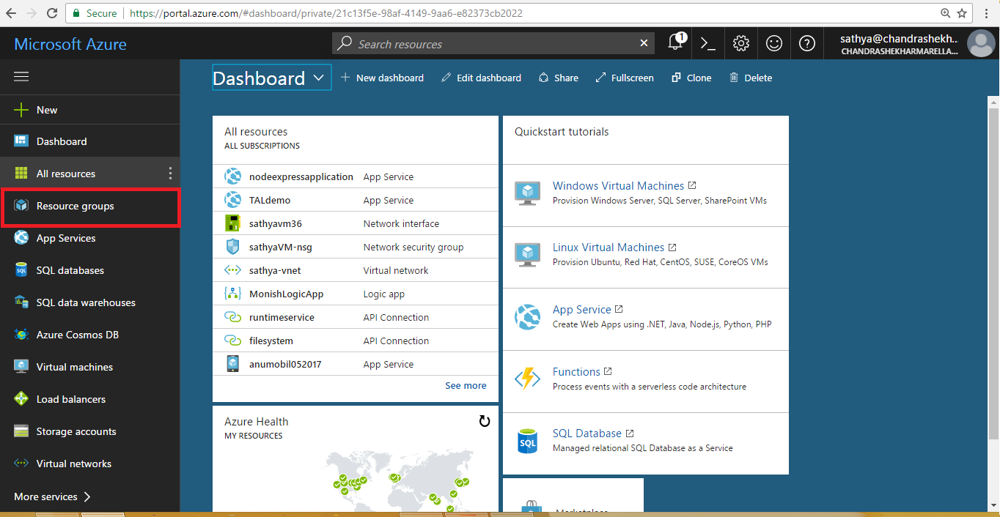 Secure
https://portal.azure.com/#dashboard/private/21c13f5e-98af-4149-9aa6-e82373cb2022
Microsoft Azure
Search resources
1
sathya@chandrashekh...
CHANDRASHEKHARMARELLA...
Dashboard
New dashboard
Edit dashboard
Share
Fullscreen
Clone
Delete
New
Dashboard
All resources
Resource groups
App Services
SQL databases
SQL data warehouses
Azure Cosmos DB
Virtual machines
Load balancers
Storage accounts
Virtual networks
More services
All resources
ALL SUBSCRIPTIONS
nodeexpressapplication App Service
TALdemo App Service
sathyavm36 Network interface
sathyaVM-nsg Network security group
sathya-vnet Virtual network
MonishLogicApp Logic app
runtimeservice API Connection
filesystem API Connection
anumobil052017 App Service
See more
Azure Health
MY RESOURCES
Quickstart tutorials
Windows Virtual Machines
Provision Windows Server, SQL Server, SharePoint VMs
Linux Virtual Machines
Provision Ubuntu, Red Hat, CentOS, SUSE, CoreOS VMs
App Service
Create Web Apps using .NET, Java, Node.js, Python, PHP
Functions
Process events with a serverless code architecture
SQL
SQL Database
Managed relational SQL Database as a Service
Marketplace